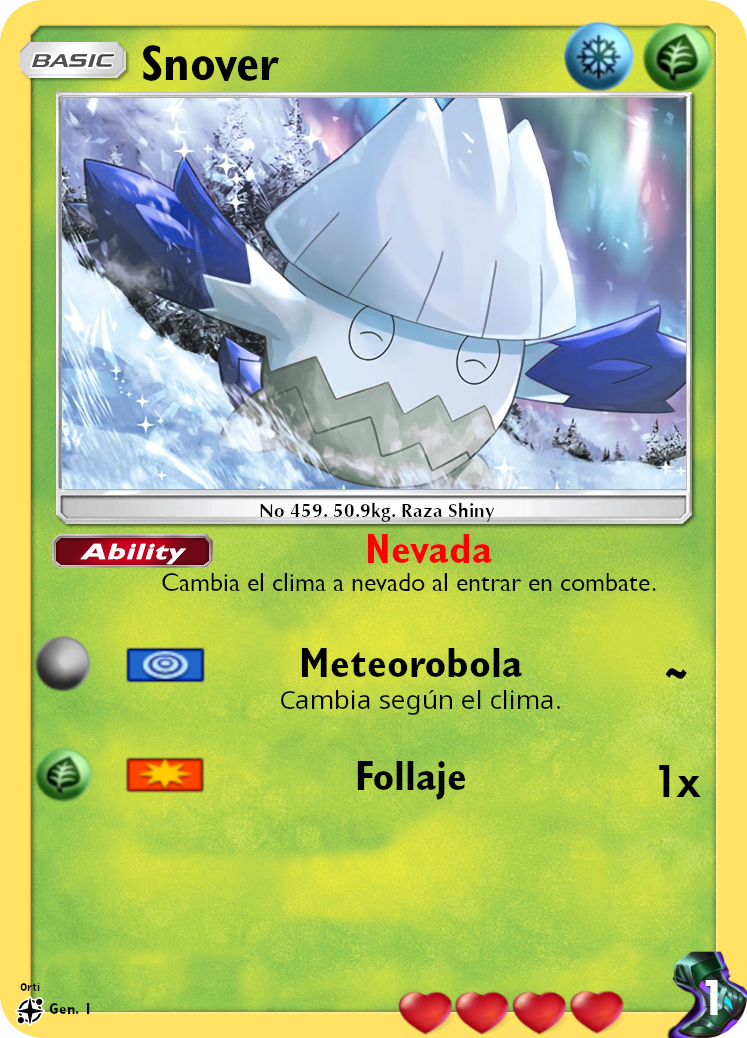 BASIC Snover
No 459. 50.9kg. Raza Shiny
Ability Nevada
Cambia el clima a nevado al entrar en combate.
Meteorobola ~
Cambia según el clima.
Follaje 1x
Orti
Gen. 1
1